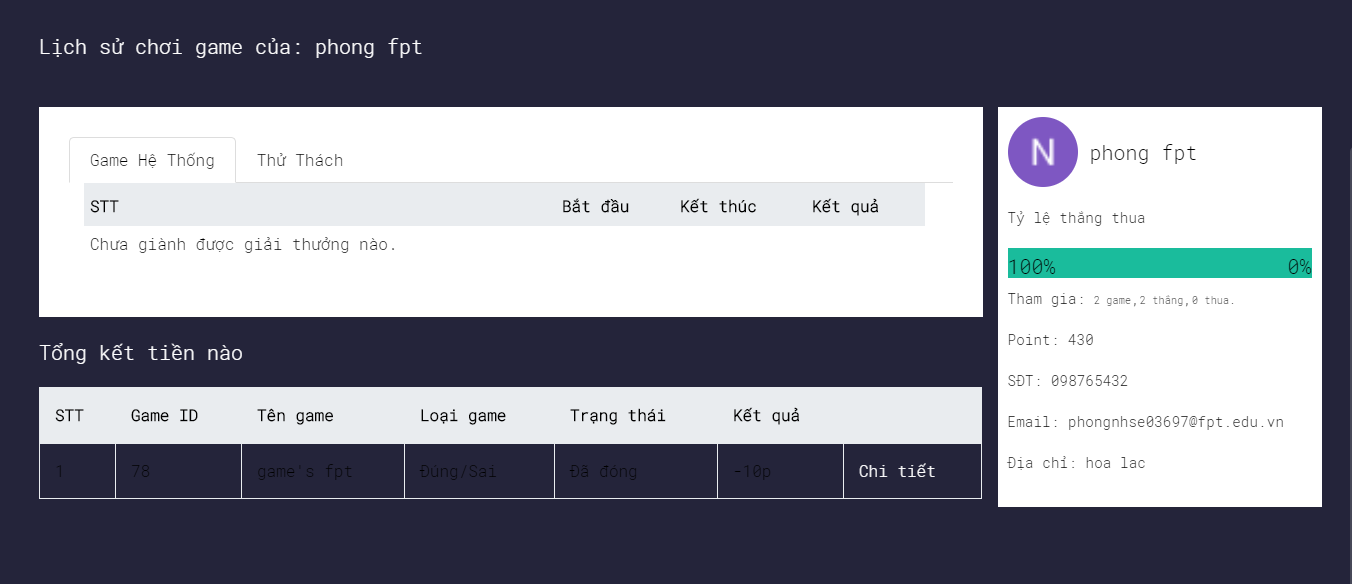 Lịch sử chơi game của: phong fpt
Game Hệ Thống Thử Thách
STT Bắt đầu Kết thúc Kết quả
Chưa giành được giải thưởng nào.
N phong fpt
Tỷ lệ thắng thua
100% 0%
Tham gia: 2 game,2 thắng,0 thua.
Point: 430
SĐT: 098765432
Email: phongnhse03697@fpt.edu.vn
Địa chỉ: hoa lac
Tổng kết tiền nào
STT Game ID Tên game Loại game Trạng thái Kết quả
1 78 game's fpt Đúng/Sai Đã đóng -10p Chi tiết